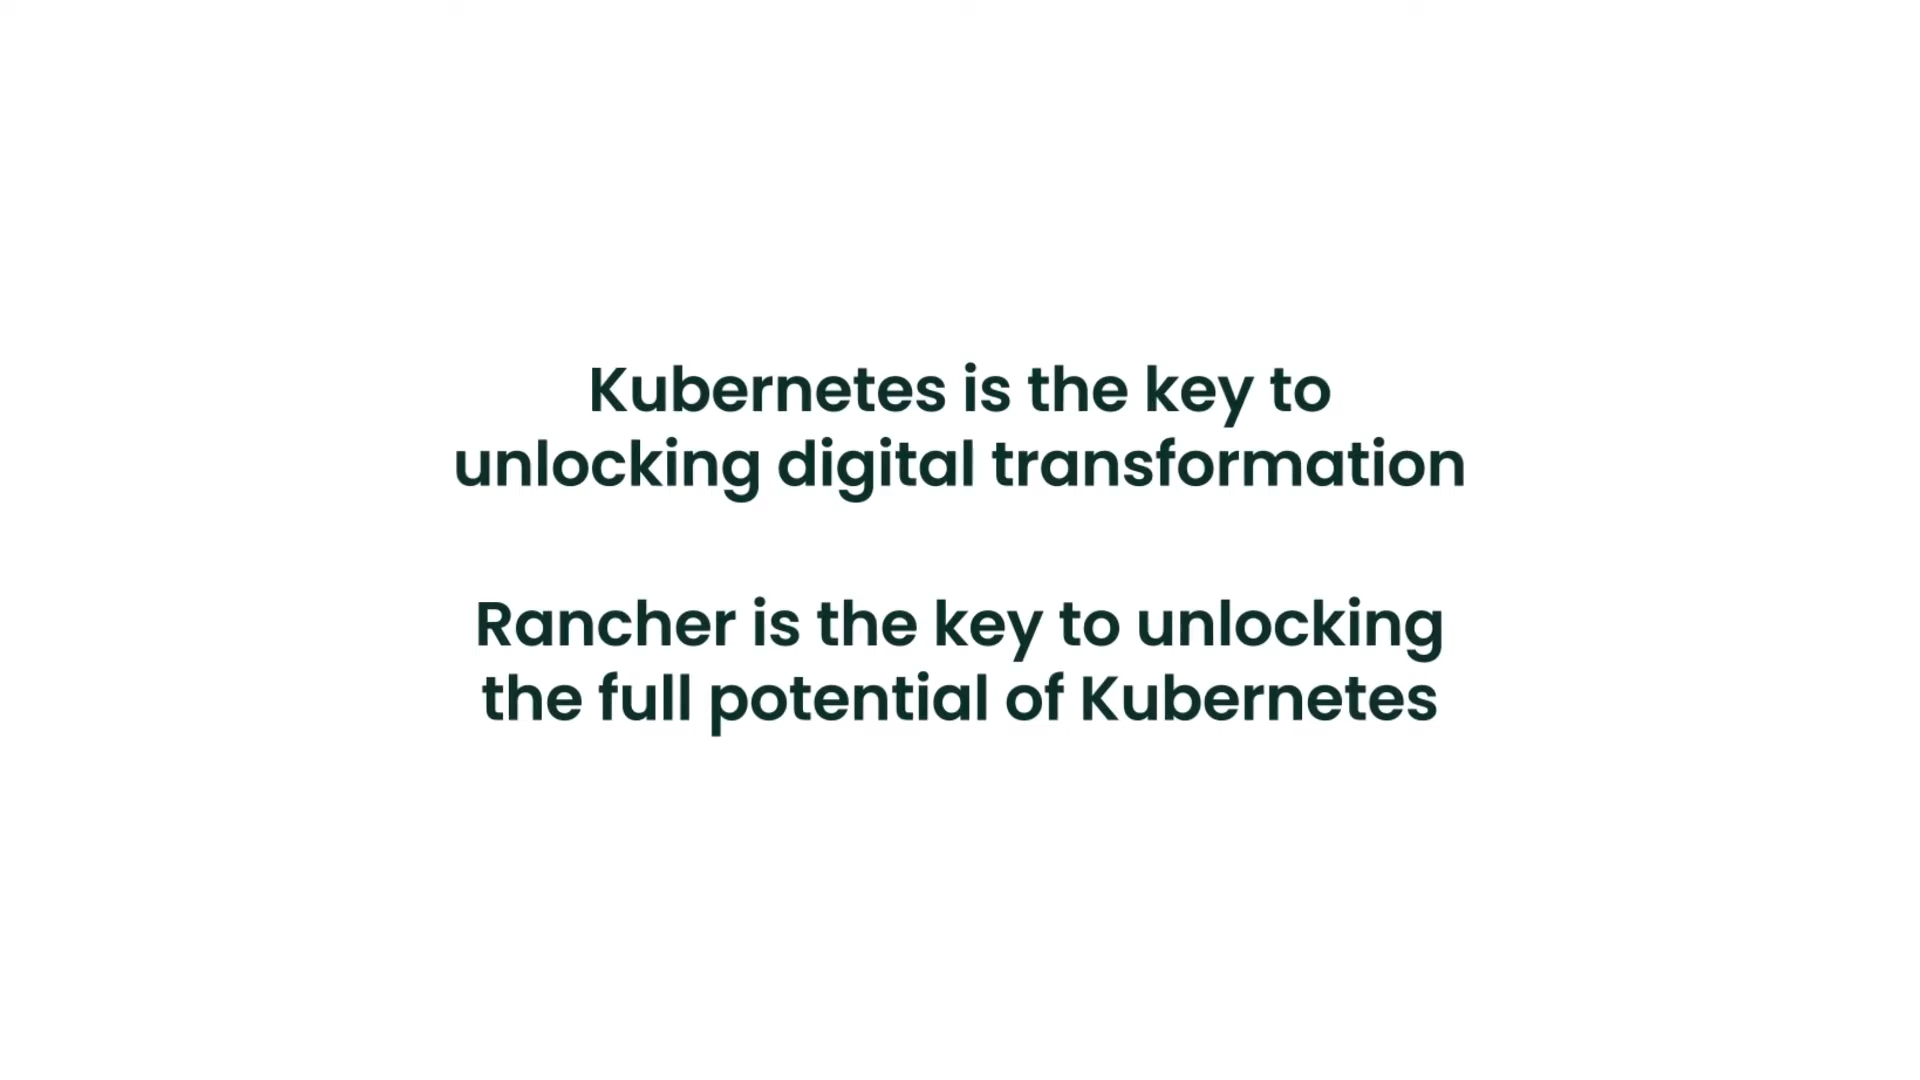 Kubernetes is the key to
unlocking digital transformation
Rancher is the key to unlocking
the full potential of Kubernetes